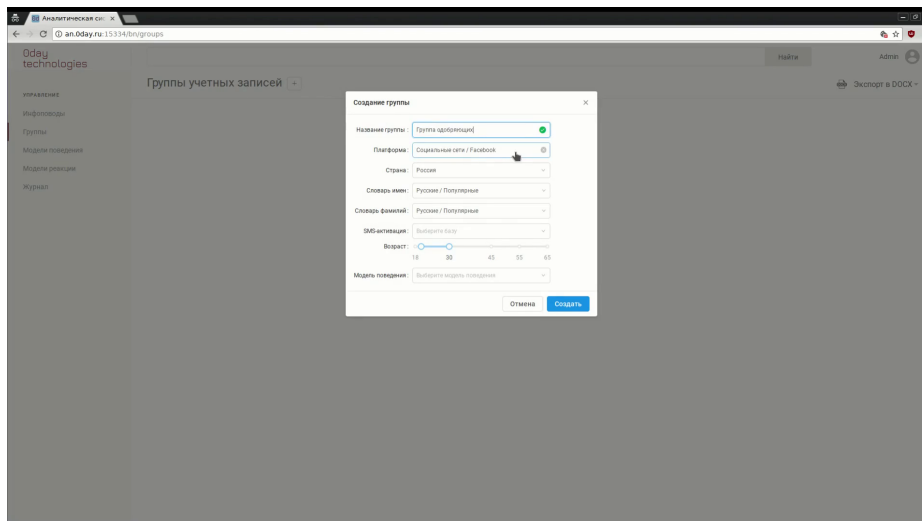 Аналитическая сис
an.0day.ru:15334/bn/groups
0day
technologies
Найти
Admin
Группы учетных записей
Экспорт в DOCX
УПРАВЛЕНИЕ
Инфоповоды
Группы
Модели поведения
Модели реакции
Журнал
Создание группы
Название группы : Группа одобряющих
Платформа : Социальные сети / Facebook
Страна : Россия
Словарь имен : Русские / Популярные
Словарь фамилий : Русские / Популярные
SMS-активация : Выберите базу
Возраст :
18 30 45 55 65
Модель поведения : Выберите модель поведения
Отмена Создать